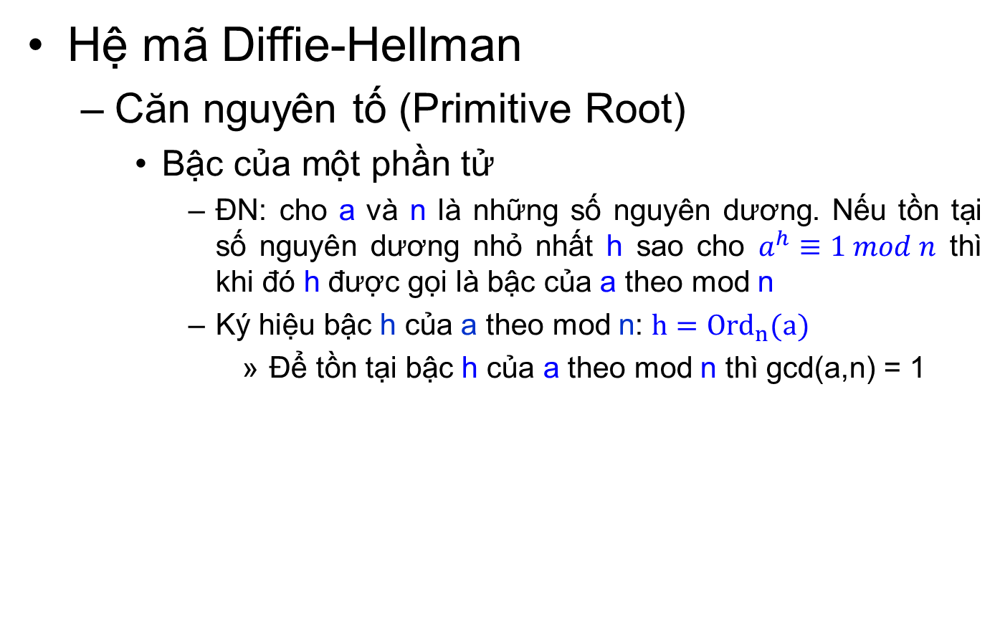 • Hệ mã Diffie-Hellman
– Căn nguyên tố (Primitive Root)
• Bậc của một phần tử
– ĐN: cho a và n là những số nguyên dương. Nếu tồn tại
số nguyên dương nhỏ nhất h sao cho 𝑎ʰ ≡ 1 𝑚𝑜𝑑 𝑛 thì
khi đó h được gọi là bậc của a theo mod n
– Ký hiệu bậc h của a theo mod n: h = Ordₙ(a)
» Để tồn tại bậc h của a theo mod n thì gcd(a,n) = 1